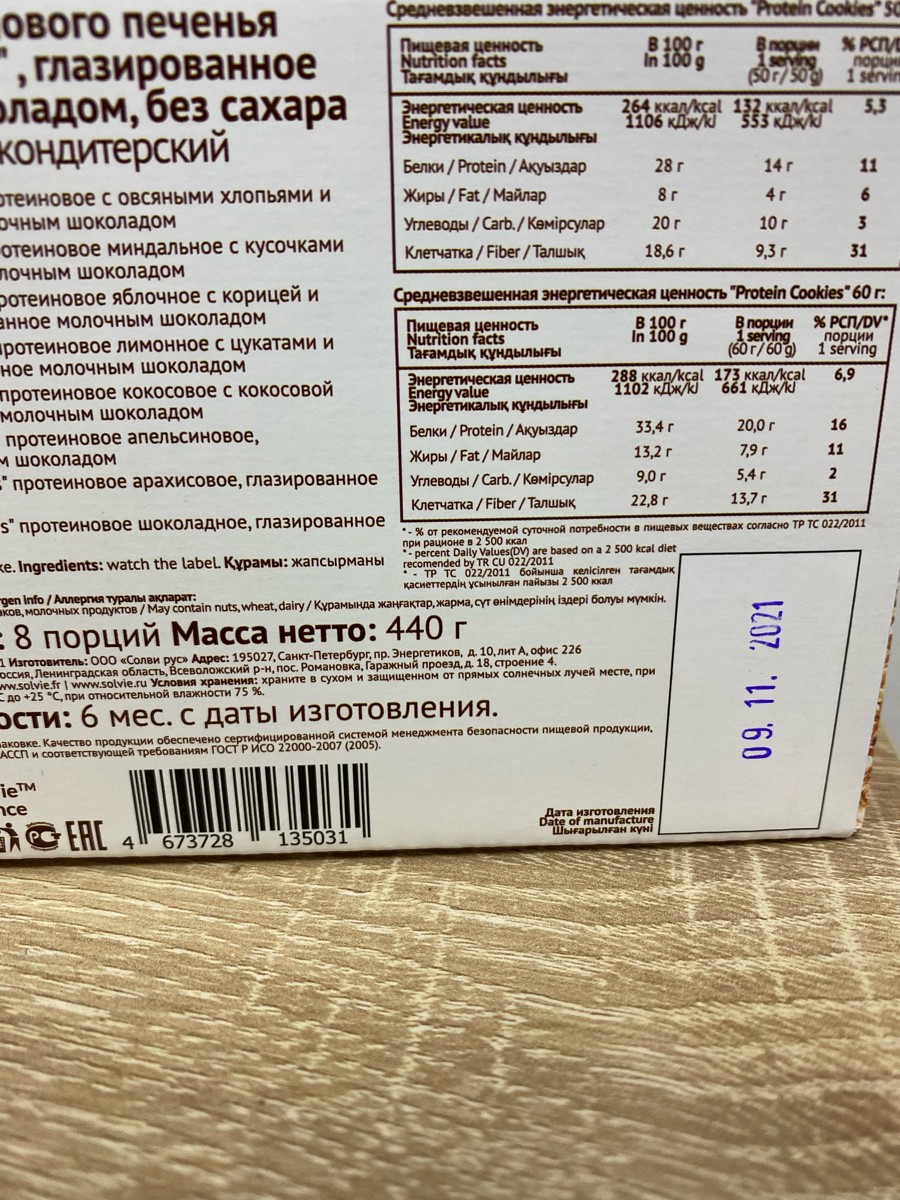 ового печенья
", глазированное
оладом, без сахара
кондитерский
отеиновое с овсяными хлопьями и
очным шоколадом
отеиновое миндальное с кусочками
лочным шоколадом
ротеиновое яблочное с корицей и
анное молочным шоколадом
протеиновое лимонное с цукатами и
ное молочным шоколадом
протеиновое кокосовое с кокосовой
молочным шоколадом
протеиновое апельсиновое,
м шоколадом
" протеиновое арахисовое, глазированное
s" протеиновое шоколадное, глазированное
ке. Ingredients: watch the label. Құрамы: жапсырманы
Средневзвешенная энергетическая ценность "Protein Cookies" 50
Пищевая ценность В 100 г В порции % РСП/D
Nutrition facts In 100 g 1 serving порции
Тағамдық құндылығы (50 г/50 g) 1 servin
Энергетическая ценность 264 ккал/kcal 132 ккал/kcal 5,3
Energy value 1106 кДж/kJ 553 кДж/kJ
Энергетикалық құндылығы
Белки / Protein / Ақуыздар 28 г 14 г 11
Жиры / Fat / Майлар 8 г 4 г 6
Углеводы / Carb. / Көмірсулар 20 г 10 г 3
Клетчатка / Fiber / Талшық 18,6 г 9,3 г 31
Средневзвешенная энергетическая ценность "Protein Cookies" 60 г:
Пищевая ценность В 100 г В порции % РСП/DV*
Nutrition facts In 100 g 1 serving порции
Тағамдық құндылығы (60 г/60 g) 1 serving
Энергетическая ценность 288 ккал/kcal 173 ккал/kcal 6,9
Energy value 1102 кДж/kJ 661 кДж/kJ
Энергетикалық құндылығы
Белки / Protein / Ақуыздар 33,4 г 20,0 г 16
Жиры / Fat / Майлар 13,2 г 7,9 г 11
Углеводы / Carb. / Көмірсулар 9,0 г 5,4 г 2
Клетчатка / Fiber / Талшық 22,8 г 13,7 г 31
*- % от рекомендуемой суточной потребности в пищевых веществах согласно ТР ТС 022/2011
при рационе в 2 500 ккал
*- percent Daily Values(DV) are based on a 2 500 kcal diet
recomended by TR CU 022/2011
* - ТР ТС 022/2011 бойынша келісілген тағамдық
қасиеттердің ұсынылған пайызы 2 500 ккал
rgen info / Аллергия туралы ақпарат:
аков, молочных продуктов / May contain nuts, wheat, dairy / Құрамында жаңғақтар, жарма, сүт өнімдерінің іздері болуы мүмкін.
: 8 порций Масса нетто: 440 г
Изготовитель: ООО «Солви рус» Адрес: 195027, Санкт-Петербург, пр. Энергетиков, д. 10, лит А, офис 226
оссия, Ленинградская область, Всеволожский р-н, пос. Романовка, Гаражный проезд, д. 18, строение 4.
ww.solvie.fr | www.solvie.ru Условия хранения: храните в сухом и защищенном от прямых солнечных лучей месте, при
С до +25 °С, при относительной влажности 75 %.
ости: 6 мес. с даты изготовления.
аковке. Качество продукции обеспечено сертифицированной системой менеджмента безопасности пищевой продукции,
АССП и соответствующей требованиям ГОСТ Р ИСО 22000-2007 (2005).
ie™
nce
РС ЕАС
4 673728 135031
Дата изготовления
Date of manufacture
Шығарылған күні
09. 11. 2021